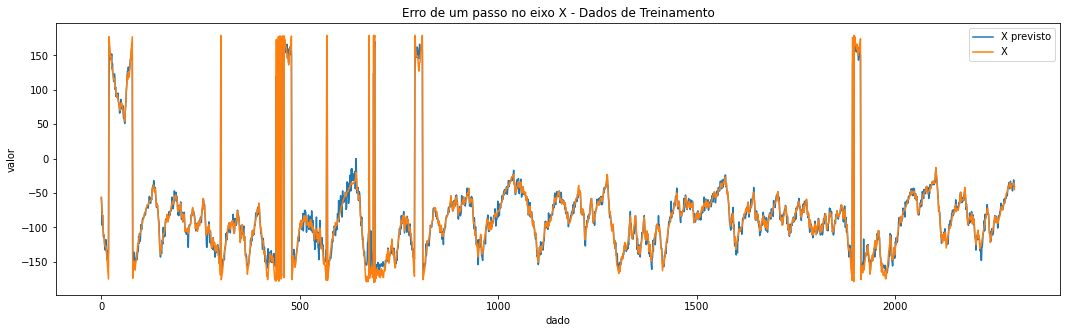 Erro de um passo no eixo X - Dados de Treinamento
X previsto
X
150
100
50
0
−50
−100
−150
valor
0
500
1000
1500
2000
dado